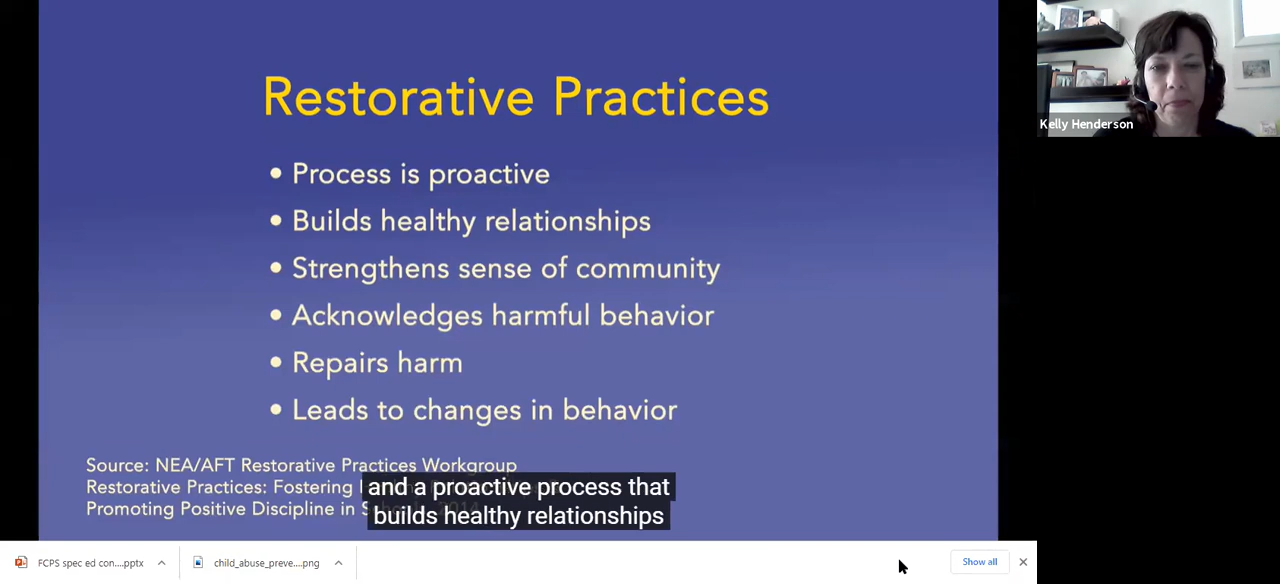 Restorative Practices
• Process is proactive
• Builds healthy relationships
• Strengthens sense of community
• Acknowledges harmful behavior
• Repairs harm
• Leads to changes in behavior
Source: NEA/AFT Restorative Practices Workgroup
Restorative Practices: Fostering
Promoting Positive Discipline in
and a proactive process that
builds healthy relationships
Kelly Henderson
FCPS spec ed con....pptx
child_abuse_preve....png
Show all